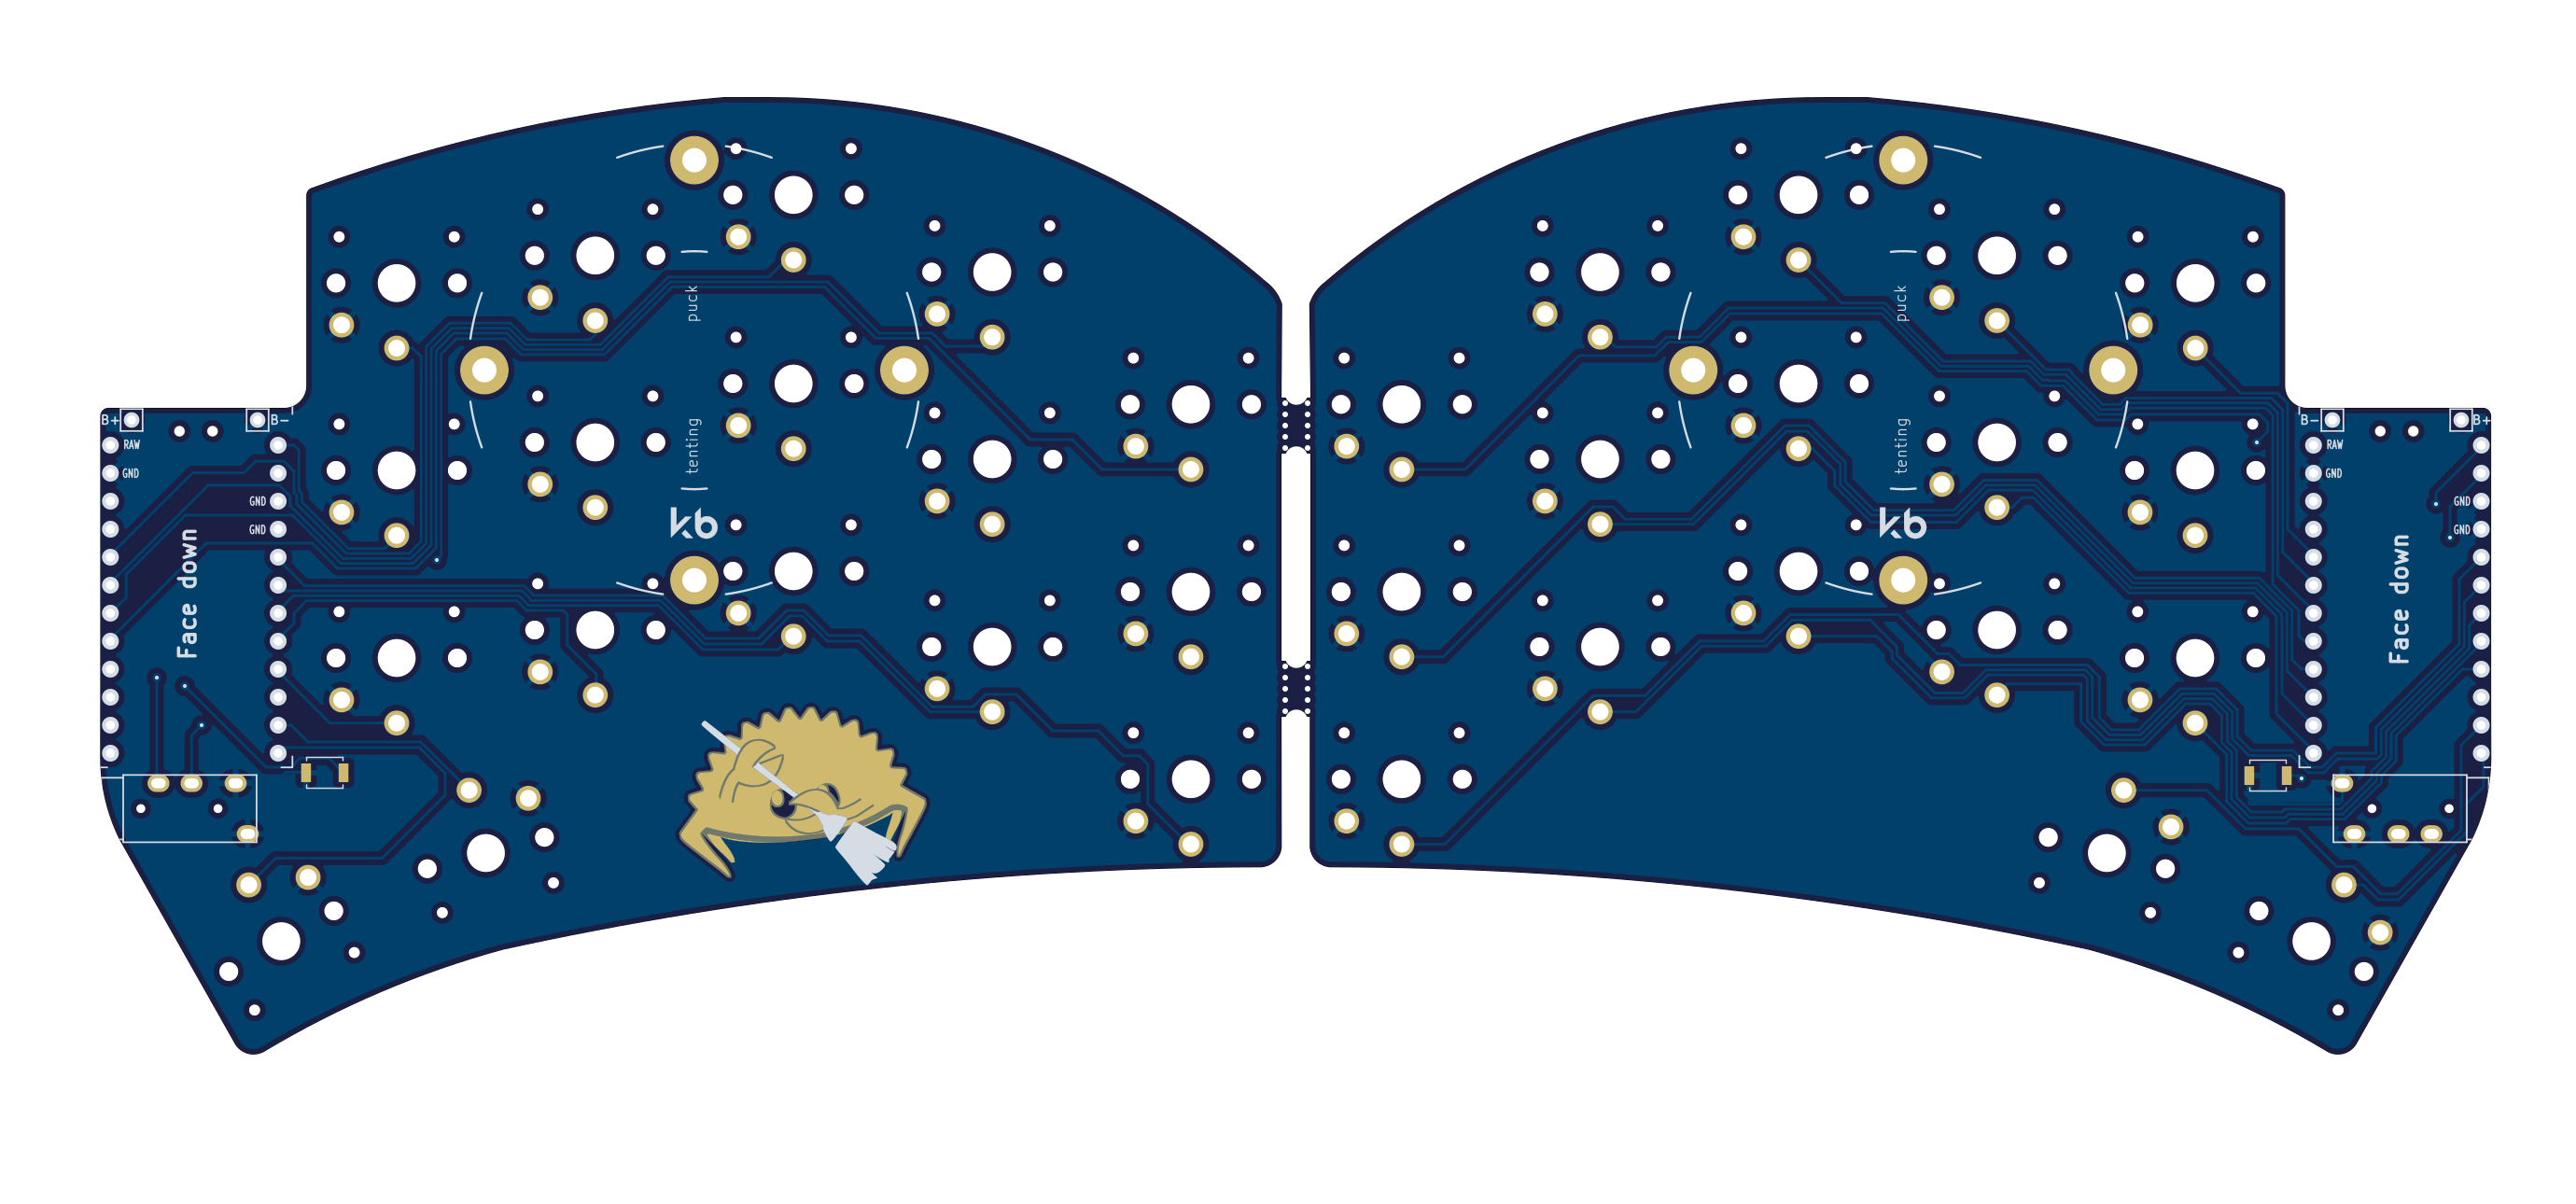 puck
puck
B+
B-
B-
B+
RAW
RAW
GND
GND
tenting
tenting
GND
GND
GND
GND
kb
kb
Face down
Face down